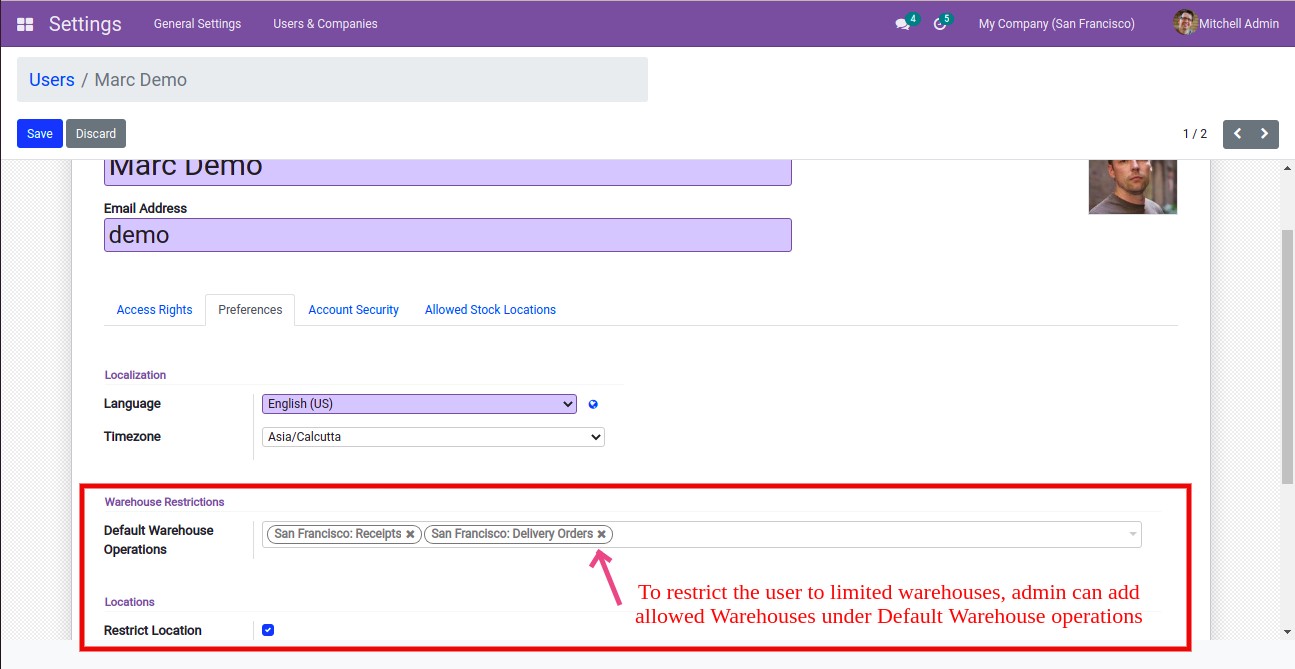 Settings General Settings Users & Companies 4 5 My Company (San Francisco) Mitchell Admin
Users / Marc Demo
Save Discard 1 / 2
Marc Demo
Email Address
demo
Access Rights Preferences Account Security Allowed Stock Locations
Localization
Language English (US)
Timezone Asia/Calcutta
Warehouse Restrictions
Default Warehouse Operations San Francisco: Receipts × San Francisco: Delivery Orders ×
To restrict the user to limited warehouses, admin can add
allowed Warehouses under Default Warehouse operations
Locations
Restrict Location